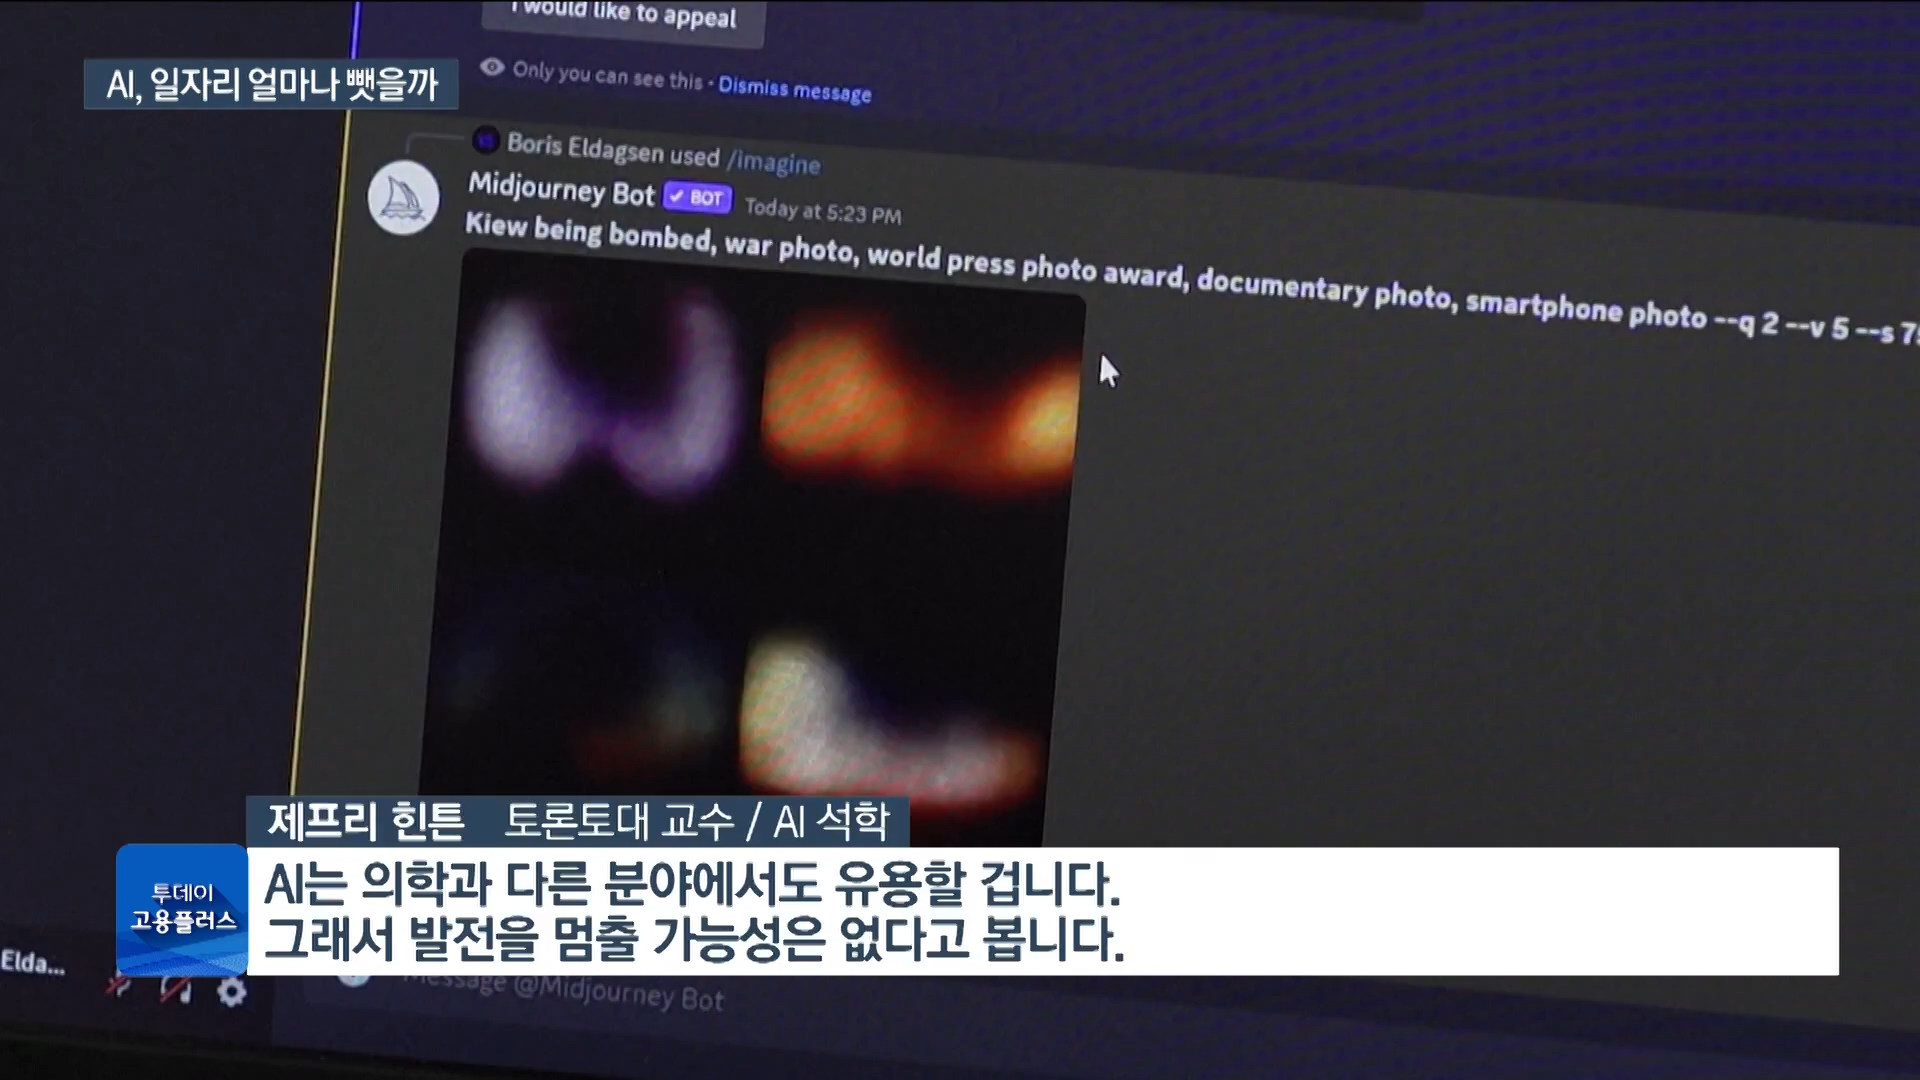 I would like to appeal
Only you can see this • Dismiss message
AI, 일자리 얼마나 뺏을까
Boris Eldagsen used /imagine
Midjourney Bot ✓ BOT Today at 5:23 PM
Kiew being bombed, war photo, world press photo award, documentary photo, smartphone photo --q 2 --v 5 --s 75
제프리 힌튼 토론토대 교수 / AI 석학
투데이
고용플러스
AI는 의학과 다른 분야에서도 유용할 겁니다.
그래서 발전을 멈출 가능성은 없다고 봅니다.
Elda...
Message @Midjourney Bot